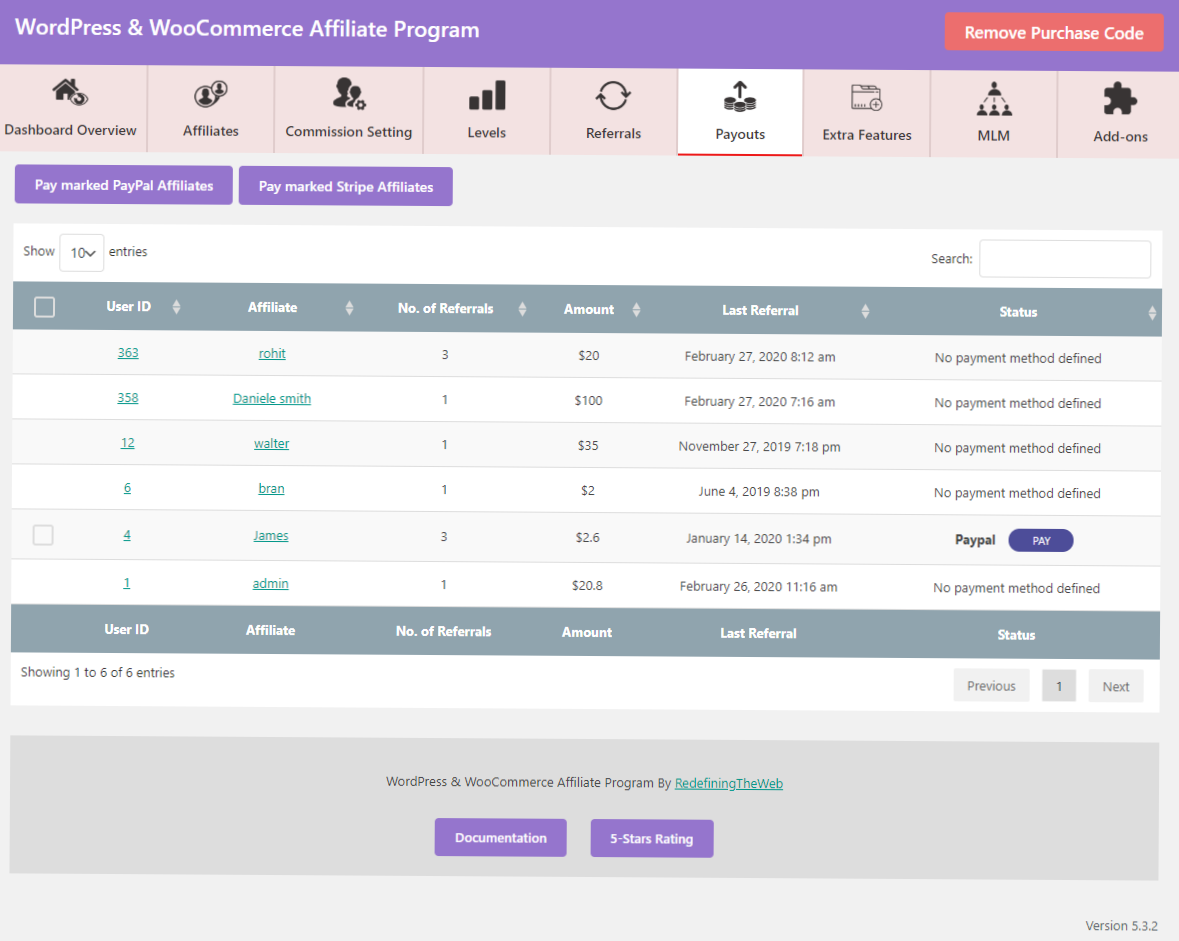 WordPress & WooCommerce Affiliate Program
Remove Purchase Code
Dashboard Overview Affiliates Commission Setting Levels Referrals Payouts Extra Features MLM Add-ons
Pay marked PayPal Affiliates Pay marked Stripe Affiliates
Show 10 entries Search:
User ID Affiliate No. of Referrals Amount Last Referral Status
363 rohit 3 $20 February 27, 2020 8:12 am No payment method defined
358 Daniele smith 1 $100 February 27, 2020 7:16 am No payment method defined
12 walter 1 $35 November 27, 2019 7:18 pm No payment method defined
6 bran 1 $2 June 4, 2019 8:38 pm No payment method defined
4 James 3 $2.6 January 14, 2020 1:34 pm Paypal PAY
1 admin 1 $20.8 February 26, 2020 11:16 am No payment method defined
User ID Affiliate No. of Referrals Amount Last Referral Status
Showing 1 to 6 of 6 entries
Previous 1 Next
WordPress & WooCommerce Affiliate Program By RedefiningTheWeb
Documentation 5-Stars Rating
Version 5.3.2